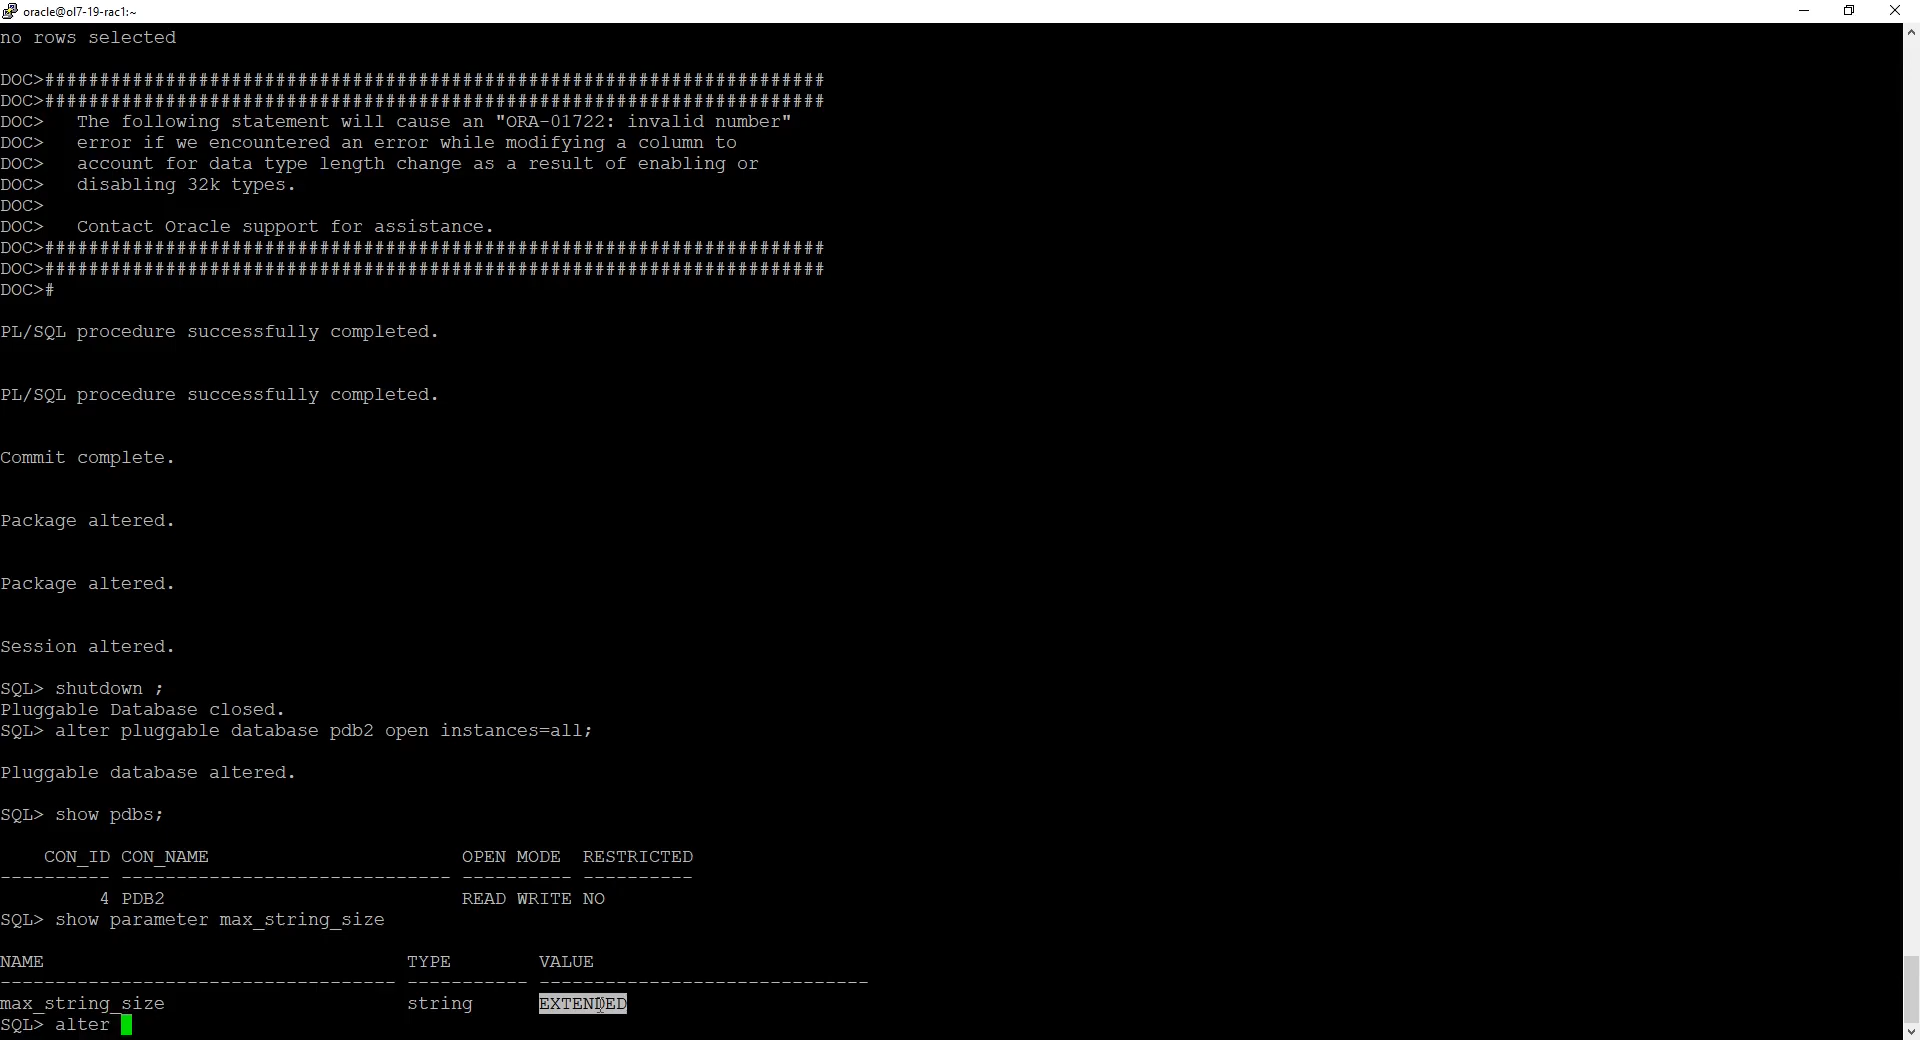 oracle@ol7-19-rac1:~
no rows selected
DOC>#######################################################################
DOC>#######################################################################
DOC>   The following statement will cause an "ORA-01722: invalid number"
DOC>   error if we encountered an error while modifying a column to
DOC>   account for data type length change as a result of enabling or
DOC>   disabling 32k types.
DOC>
DOC>   Contact Oracle support for assistance.
DOC>#######################################################################
DOC>#######################################################################
DOC>#
PL/SQL procedure successfully completed.
PL/SQL procedure successfully completed.
Commit complete.
Package altered.
Package altered.
Session altered.
SQL> shutdown ;
Pluggable Database closed.
SQL> alter pluggable database pdb2 open instances=all;
Pluggable database altered.
SQL> show pdbs;
    CON_ID CON_NAME                       OPEN MODE  RESTRICTED
---------- ------------------------------ ---------- ----------
         4 PDB2                           READ WRITE NO
SQL> show parameter max_string_size
NAME                                 TYPE        VALUE
------------------------------------ ----------- ------------------------------
max_string_size                      string      EXTENDED
SQL> alter